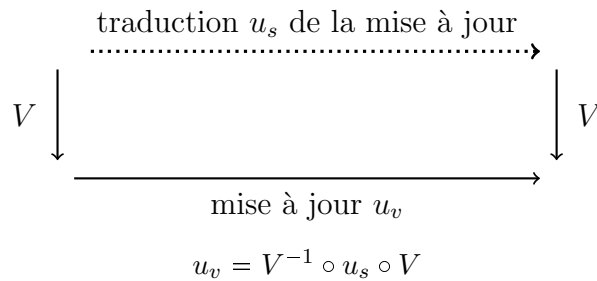 traduction u_s de la mise à jour
V V
mise à jour u_v
u_v = V^{-1} ∘ u_s ∘ V